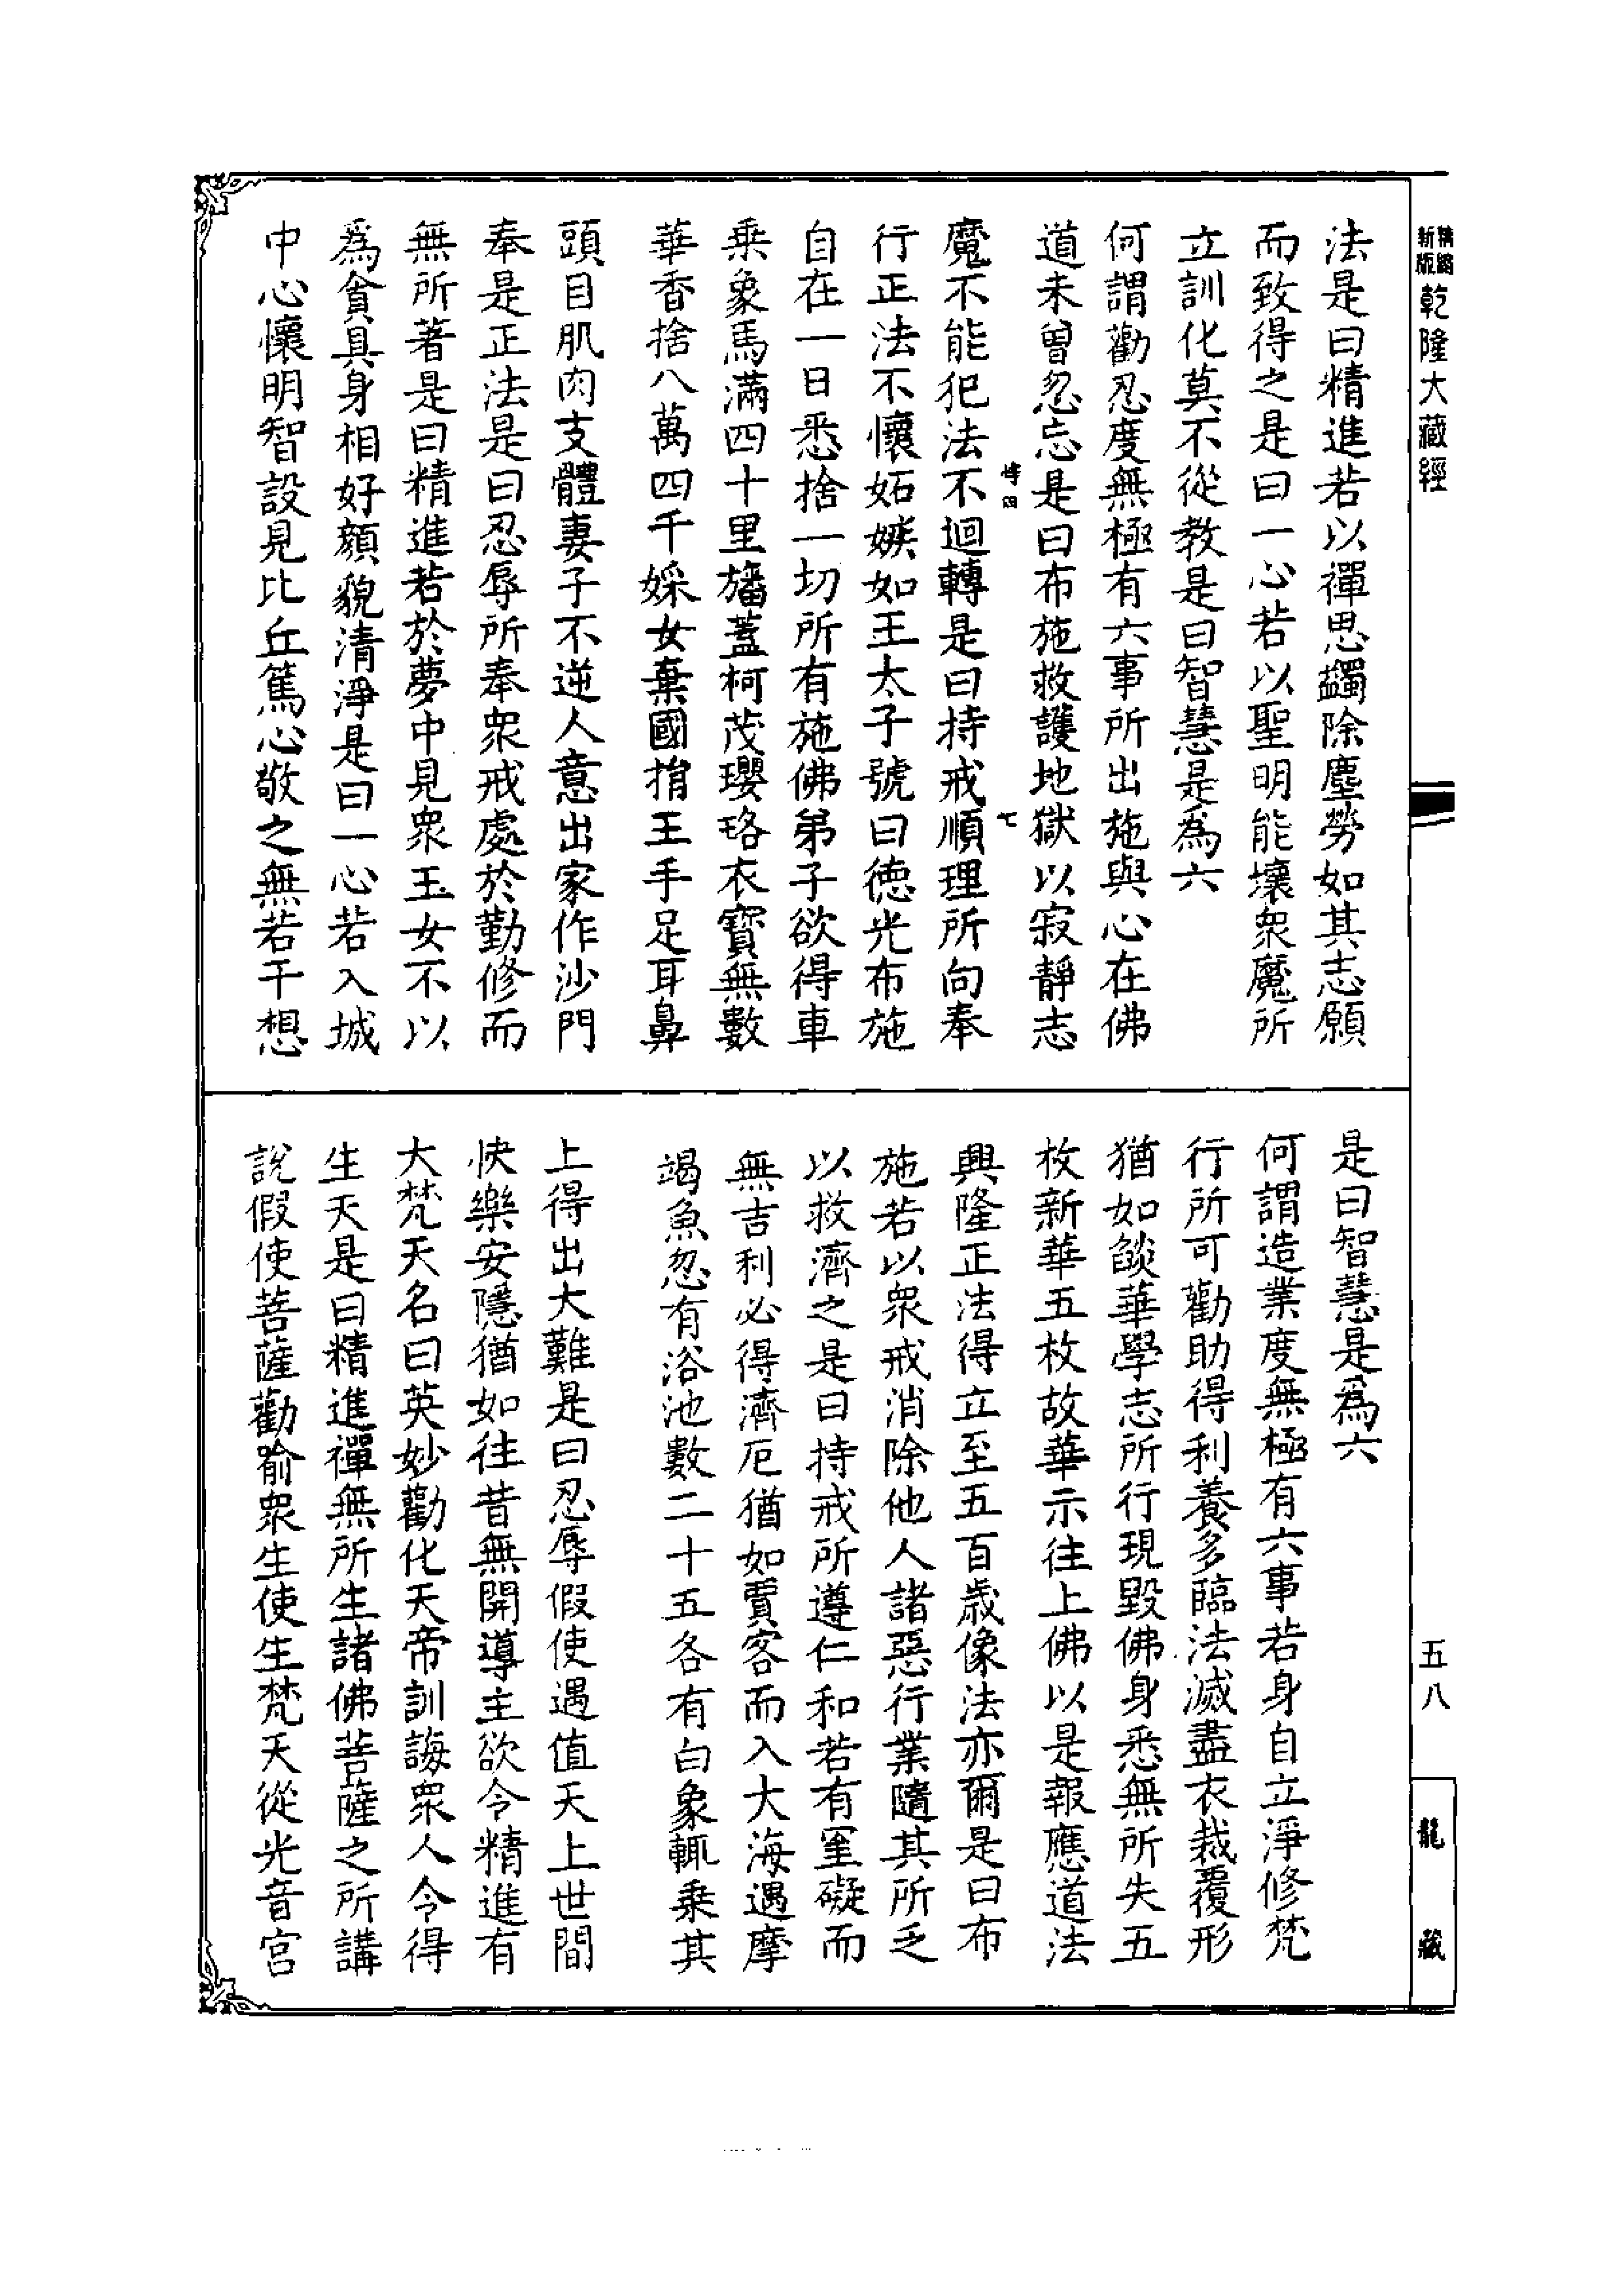 新版
乾隆大藏經
法是曰精進若以禪思蠲除塵勞如其志願
而致得之是曰一心若以聖明能壞眾魔所
立訓化莫不從教是曰智慧是為六
何謂勸忍度無極有六事所出施與心在佛
道未曾忽忘是曰布施救護地獄以寂靜志
魔不能犯法不迴轉是曰持戒順理所向奉
行正法不懷妬嫉如王太子號曰德光布施
自在一日悉捨一切所有施佛弟子欲得車
乘象馬滿四十里旛蓋柯茂瓔珞衣寶無數
華香捨八萬四千婇女棄國捐王手足耳鼻
頭目肌肉支體妻子不逆人意出家作沙門
奉是正法是曰忍辱所奉眾戒處於勤修而
無所著是曰精進若於夢中見眾玉女不以
為貪具身相好顏貌清淨是曰一心若入城
中心懷明智設見比丘篤心敬之無若干想
是曰智慧是為六
何謂造業度無極有六事若身自立淨修梵
行所可勸助得利養多臨法滅盡衣裁覆形
猶如燄華學志所行現毀佛身悉無所失五
枚新華五枚故華示往上佛以是報應道法
興隆正法得立至五百歲像法亦爾是曰布
施若以眾戒消除他人諸惡行業隨其所乏
以救濟之是曰持戒所遵仁和若有罣礙而
無吉利必得濟厄猶如賈客而入大海遇摩
竭魚忽有浴池數二十五各有白象輒乘其
上得出大難是曰忍辱假使遇值天上世間
快樂安隱猶如往昔無開導主欲令精進有
大梵天名曰英妙勸化天帝訓誨眾人令得
生天是曰精進禪無所生諸佛菩薩之所講
說假使菩薩勸喻眾生使生梵天從光音宮
五八
龍藏